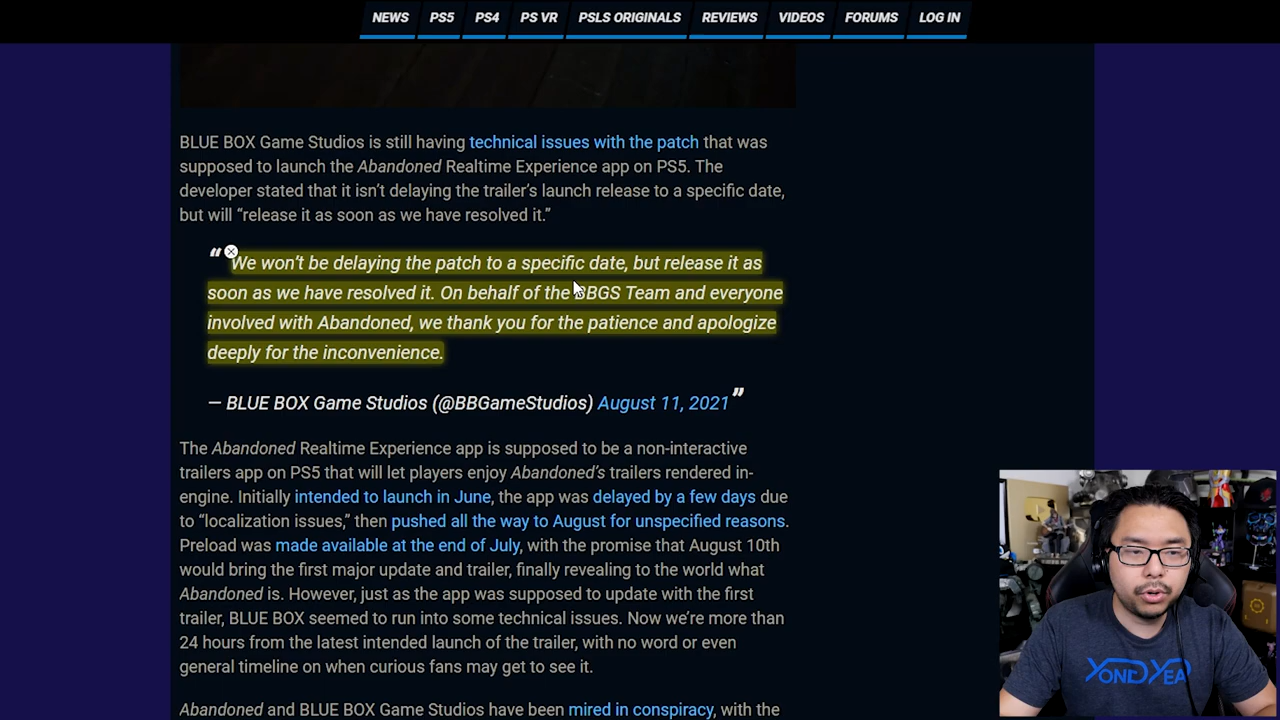 NEWS PS5 PS4 PS VR PSLS ORIGINALS REVIEWS VIDEOS FORUMS LOG IN
BLUE BOX Game Studios is still having technical issues with the patch that was
supposed to launch the Abandoned Realtime Experience app on PS5. The
developer stated that it isn't delaying the trailer's launch release to a specific date,
but will “release it as soon as we have resolved it.”
“ We won't be delaying the patch to a specific date, but release it as
soon as we have resolved it. On behalf of the BBGS Team and everyone
involved with Abandoned, we thank you for the patience and apologize
deeply for the inconvenience.
— BLUE BOX Game Studios (@BBGameStudios) August 11, 2021 ”
The Abandoned Realtime Experience app is supposed to be a non-interactive
trailers app on PS5 that will let players enjoy Abandoned's trailers rendered in-
engine. Initially intended to launch in June, the app was delayed by a few days due
to “localization issues,” then pushed all the way to August for unspecified reasons.
Preload was made available at the end of July, with the promise that August 10th
would bring the first major update and trailer, finally revealing to the world what
Abandoned is. However, just as the app was supposed to update with the first
trailer, BLUE BOX seemed to run into some technical issues. Now we're more than
24 hours from the latest intended launch of the trailer, with no word or even
general timeline on when curious fans may get to see it.
Abandoned and BLUE BOX Game Studios have been mired in conspiracy, with the
YONGYEA